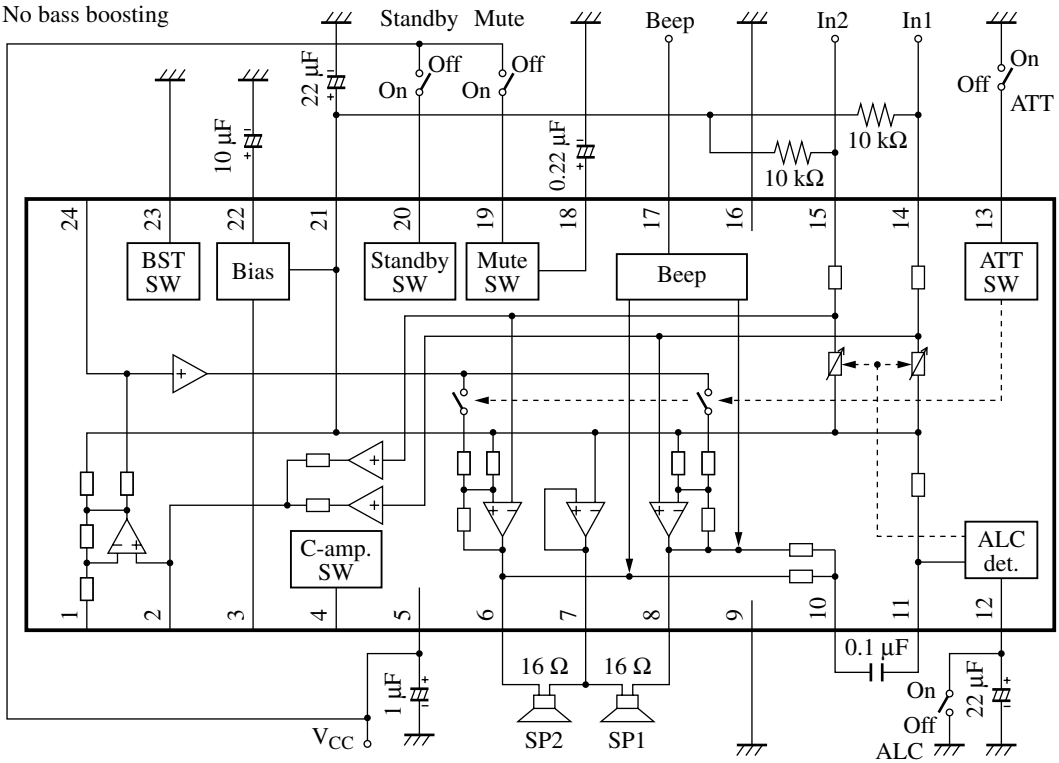 No bass boosting
Standby Mute
Beep
In2
In1
Off
On
Off
On
On
Off
ATT
22 µF
10 µF
0.22 µF
10 kΩ
10 kΩ
24
23
22
21
20
19
18
17
16
15
14
13
BST
SW
Bias
Standby
SW
Mute
SW
Beep
ATT
SW
+
+
+
C-amp.
SW
− +
+ −
+ −
+ −
ALC
det.
1
2
3
4
5
6
7
8
9
10
11
12
VCC
1 µF
16 Ω
16 Ω
SP2
SP1
0.1 µF
On
Off
ALC
22 µF